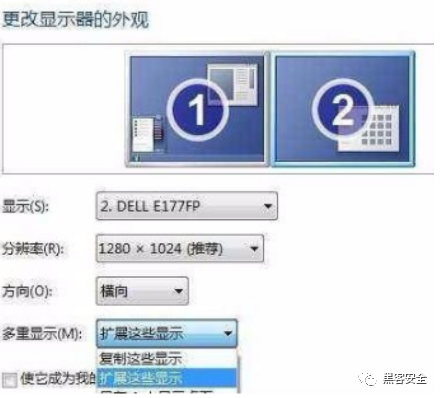 更改显示器的外观
1
2
显示(S):
2. DELL E177FP
分辨率(R):
1280 × 1024 (推荐)
方向(O):
横向
多重显示(M):
扩展这些显示
复制这些显示
扩展这些显示
使它成为我的
黑客安全